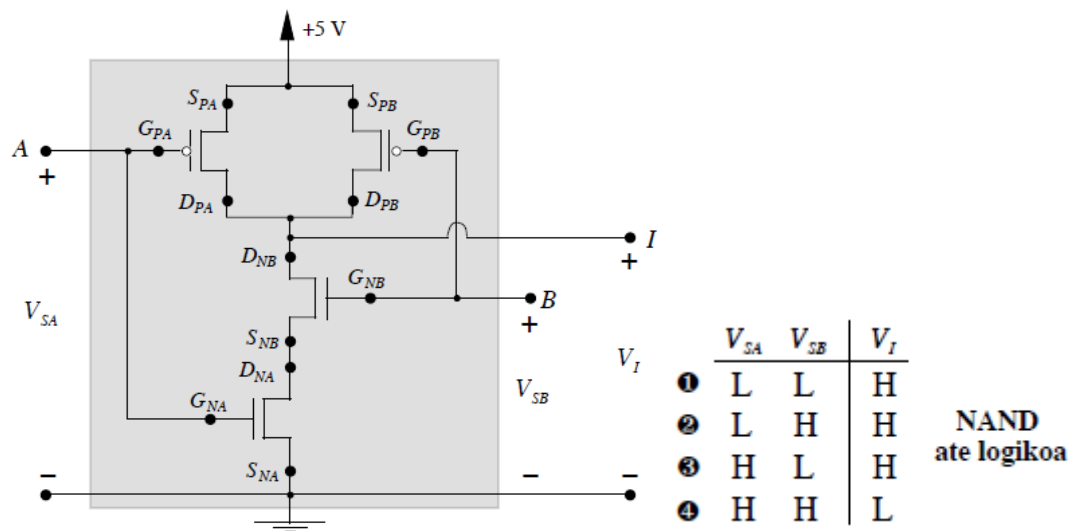 +5 V
S_PA S_PB
G_PA G_PB
A
+
D_PA D_PB
I
+
D_NB
G_NB
B
+
V_SA
S_NB
D_NA
V_I
V_SB
G_NA
S_NA
− − −
V_SA V_SB V_I
❶ L L H
❷ L H H
❸ H L H
❹ H H L
NAND
ate logikoa